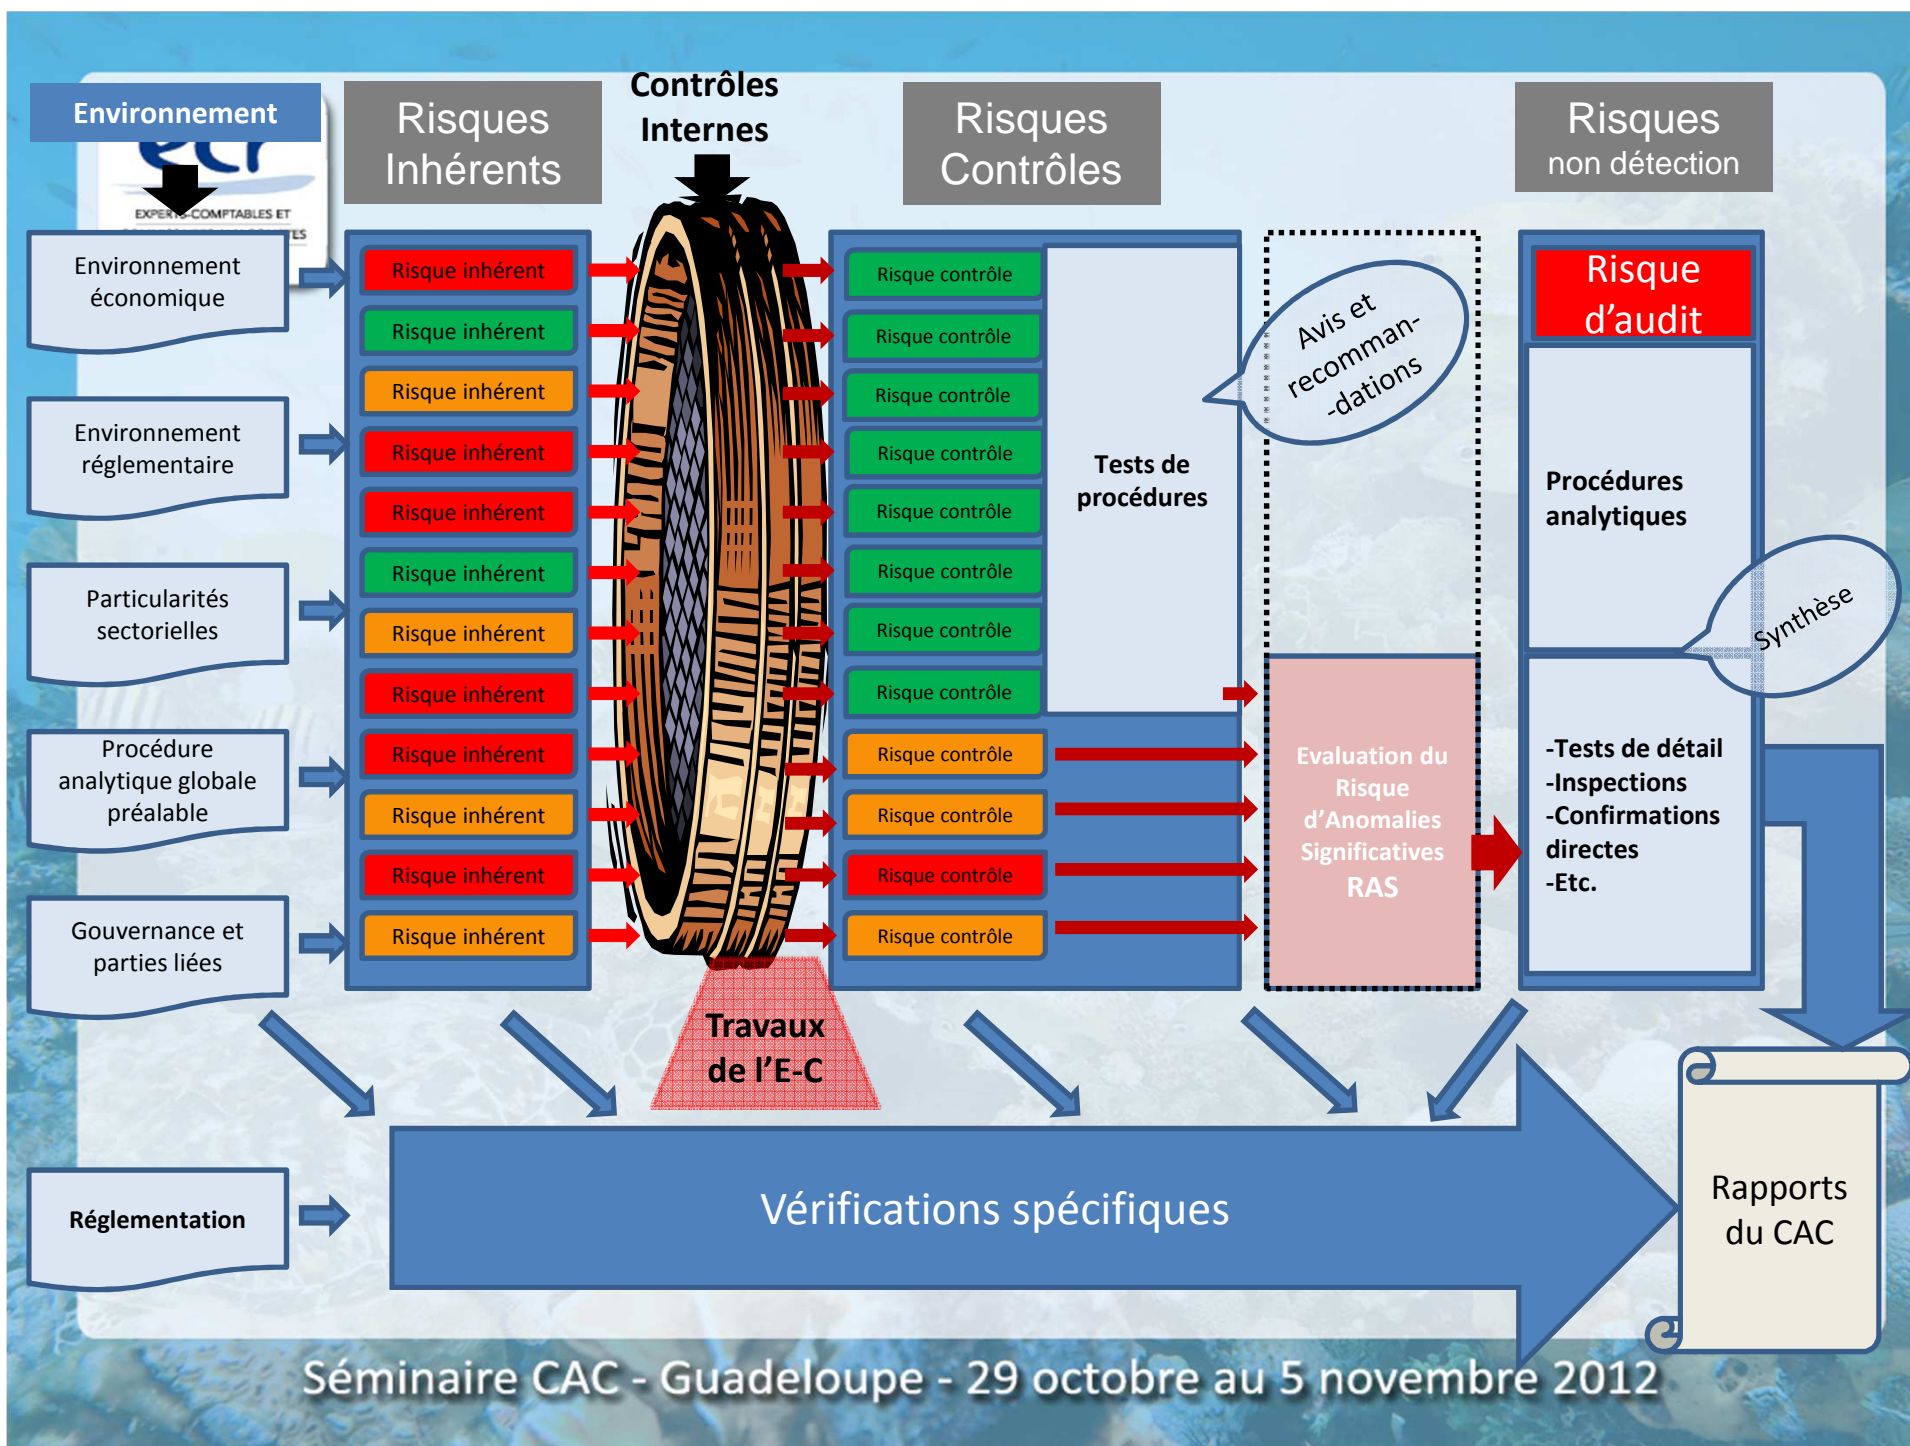 Environnement
EXPERTS-COMPTABLES ET
Risques
Inhérents
Contrôles
Internes
Risques
Contrôles
Risques
non détection
Environnement
économique
Environnement
réglementaire
Particularités
sectorielles
Procédure
analytique globale
préalable
Gouvernance et
parties liées
Réglementation
Risque inhérent
Risque inhérent
Risque inhérent
Risque inhérent
Risque inhérent
Risque inhérent
Risque inhérent
Risque inhérent
Risque inhérent
Risque inhérent
Risque inhérent
Risque inhérent
Travaux
de l’E-C
Risque contrôle
Risque contrôle
Risque contrôle
Risque contrôle
Risque contrôle
Risque contrôle
Risque contrôle
Risque contrôle
Risque contrôle
Risque contrôle
Risque contrôle
Risque contrôle
Tests de
procédures
Avis et
recomman-
-dations
Evaluation du
Risque
d’Anomalies
Significatives
RAS
Risque
d’audit
Procédures
analytiques
Synthèse
-Tests de détail
-Inspections
-Confirmations
directes
-Etc.
Vérifications spécifiques
Rapports
du CAC
Séminaire CAC - Guadeloupe - 29 octobre au 5 novembre 2012